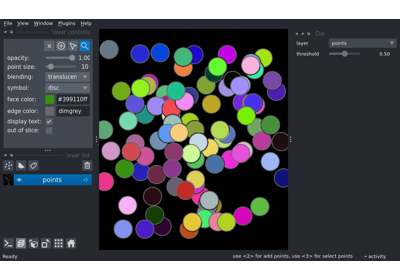 File View Window Plugins Help
layer controls
opacity: 1.00
point size: 10
blending: translucen
symbol: disc
face color: #399110ff
edge color: dimgrey
display text:
out of slice:
layer list
points
layer points
threshold 0.50
Ready
use <2> for add points, use <3> for select points
activity